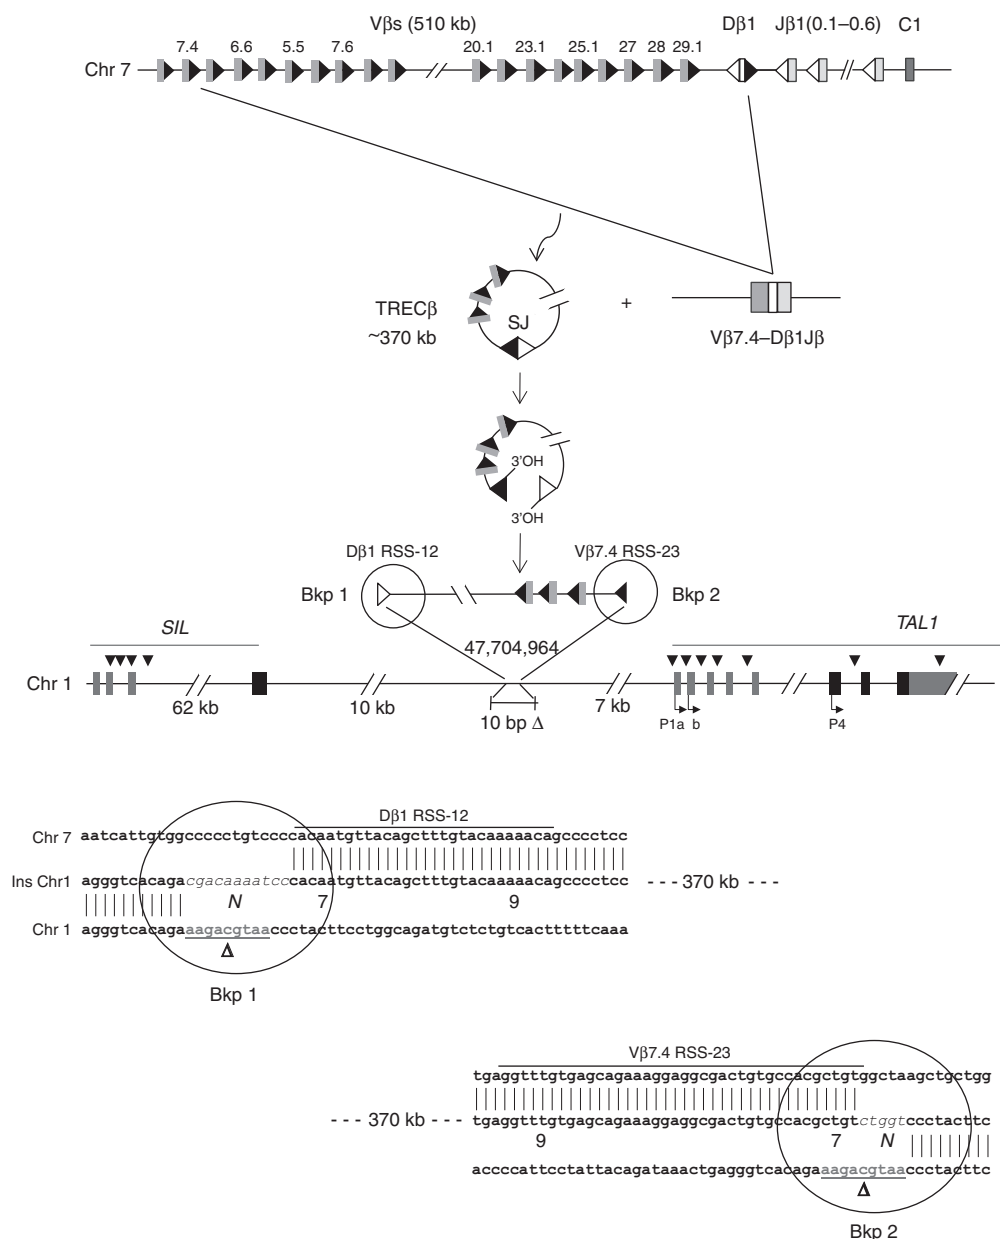 Vβs (510 kb) Dβ1 Jβ1(0.1–0.6) C1
7.4 6.6 5.5 7.6 20.1 23.1 25.1 27 28 29.1
Chr 7
TRECβ
~370 kb
SJ
+
Vβ7.4–Dβ1Jβ
3'OH
3'OH
Dβ1 RSS-12 Vβ7.4 RSS-23
Bkp 1 Bkp 2
SIL 47,704,964 TAL1
Chr 1
62 kb 10 kb 10 bp Δ 7 kb
P1a b P4
Dβ1 RSS-12
Chr 7 aatcattgtggccccctgtccccacaatgttacagctttgtacaaaaacagcccctcc
Ins Chr1 agggtcacagacgacaaaatcccacaatgttacagctttgtacaaaaacagcccctcc --- 370 kb ---
N 7 9
Chr 1 agggtcacagaaagacgtaaccctacttcctggcagatgtctctgtcactttttcaaa
Δ
Bkp 1
Vβ7.4 RSS-23
tgaggtttgtgagcagaaaggaggcgactgtgccacgctgtggctaagctgctgg
--- 370 kb --- tgaggtttgtgagcagaaaggaggcgactgtgccacgctgtctggtccctacttc
9 7 N
accccattcctattacagataaactgagggtcacagaaagacgtaaccctacttc
Δ
Bkp 2